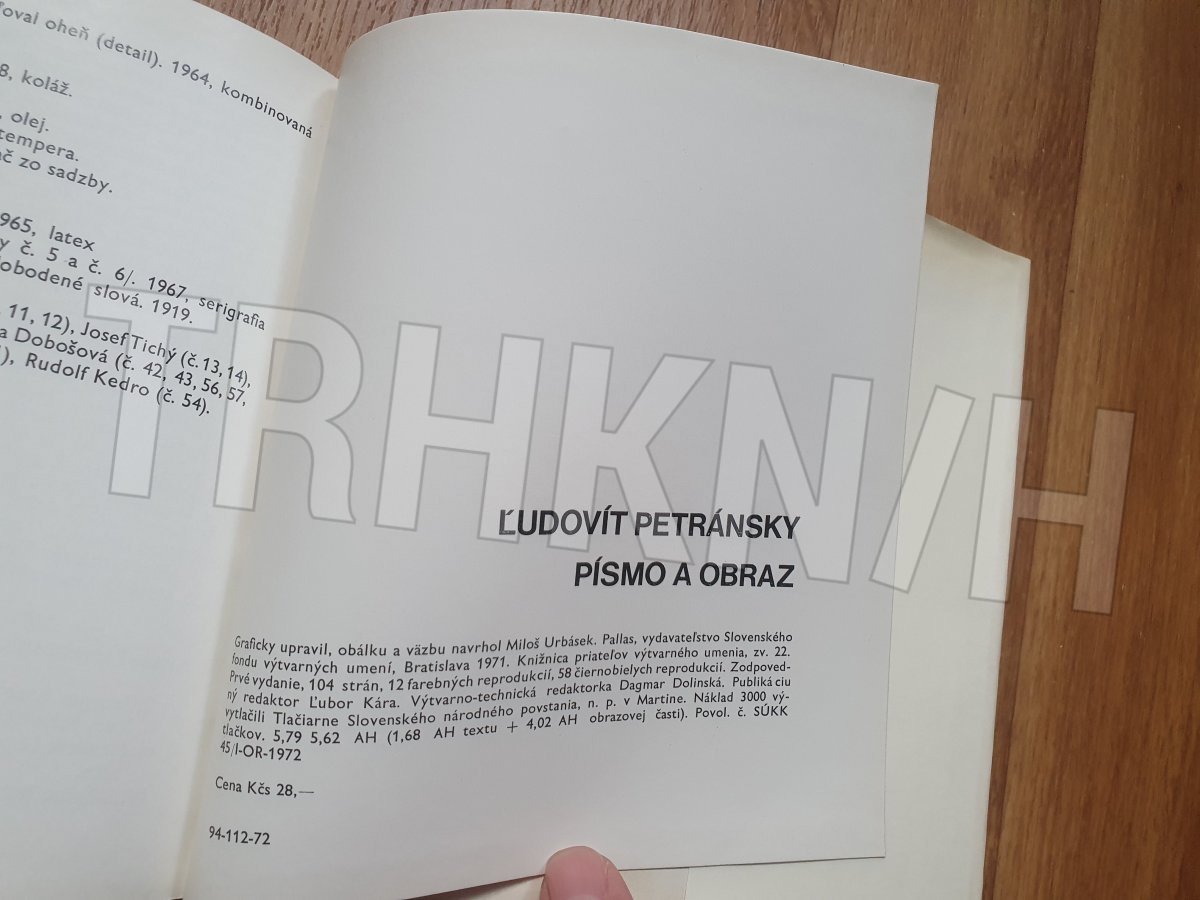 ľoval oheň (detail). 1964, kombinovaná
8, koláž.
, olej.
tempera.
ač zo sadzby.
965, latex
y č. 5 a č. 6/. 1967, serigrafia
obodené slová. 1919.
11, 12), Josef Tichý (č. 13, 14),
a Dobošová (č. 42, 43, 56, 57,
), Rudolf Kedro (č. 54).
TRHKN/H
ĽUDOVÍT PETRÁNSKY
PÍSMO A OBRAZ
Graficky upravil, obálku a väzbu navrhol Miloš Urbásek. Pallas, vydavateľstvo Slovenského
fondu výtvarných umení, Bratislava 1971. Knižnica priateľov výtvarného umenia, zv. 22.
Prvé vydanie, 104 strán, 12 farebných reprodukcií, 58 čiernobielych reprodukcií. Zodpoved-
ný redaktor Ľubor Kára. Výtvarno-technická redaktorka Dagmar Dolinská. Publikáciu
vytlačili Tlačiarne Slovenského národného povstania, n. p. v Martine. Náklad 3000 vý-
tlačkov. 5,79 5,62 AH (1,68 AH textu + 4,02 AH obrazovej časti). Povol. č. SÚKK
45/I-OR-1972
Cena Kčs 28,—
94-112-72